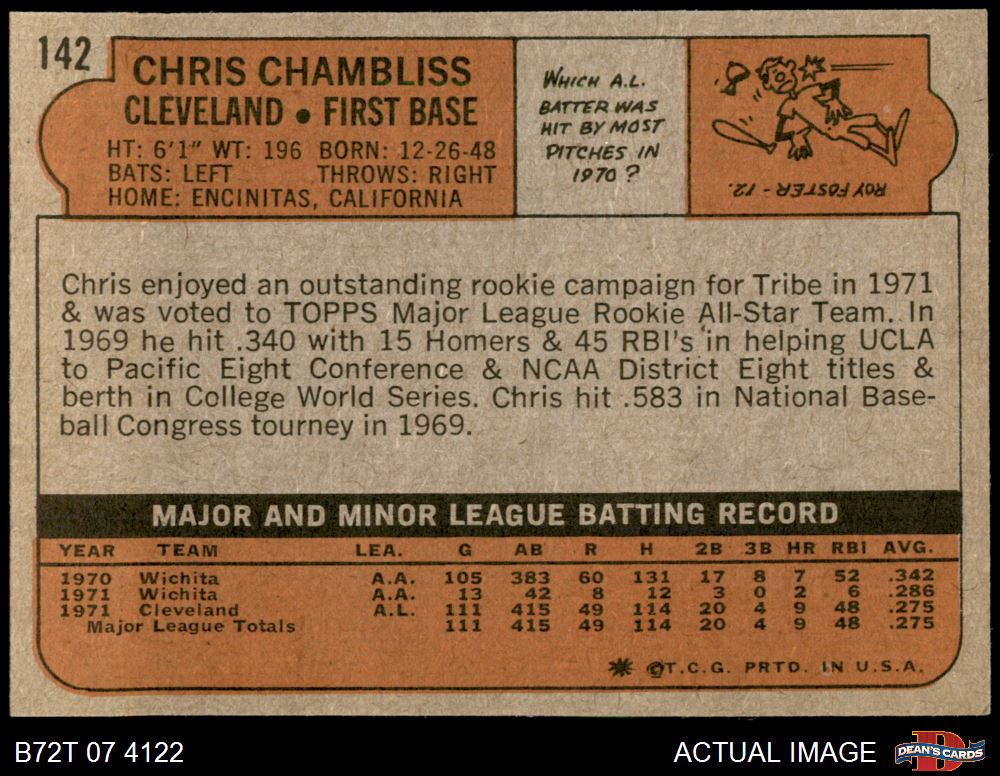 142
CHRIS CHAMBLISS
CLEVELAND • FIRST BASE
HT: 6'1" WT: 196 BORN: 12-26-48
BATS: LEFT THROWS: RIGHT
HOME: ENCINITAS, CALIFORNIA
WHICH A.L.
BATTER WAS
HIT BY MOST
PITCHES IN
1970?
ROY FOSTER - 12.
Chris enjoyed an outstanding rookie campaign for Tribe in 1971
& was voted to TOPPS Major League Rookie All-Star Team. In
1969 he hit .340 with 15 Homers & 45 RBI's in helping UCLA
to Pacific Eight Conference & NCAA District Eight titles &
berth in College World Series. Chris hit .583 in National Base-
ball Congress tourney in 1969.
MAJOR AND MINOR LEAGUE BATTING RECORD
YEAR TEAM LEA. G AB R H 2B 3B HR RBI AVG.
1970 Wichita A.A. 105 383 60 131 17 8 7 52 .342
1971 Wichita A.A. 13 42 8 12 3 0 2 6 .286
1971 Cleveland A.L. 111 415 49 114 20 4 9 48 .275
Major League Totals 111 415 49 114 20 4 9 48 .275
✹ ©T.C.G. PRTD. IN U.S.A.
B72T 07 4122
ACTUAL IMAGE
DEAN'S CARDS